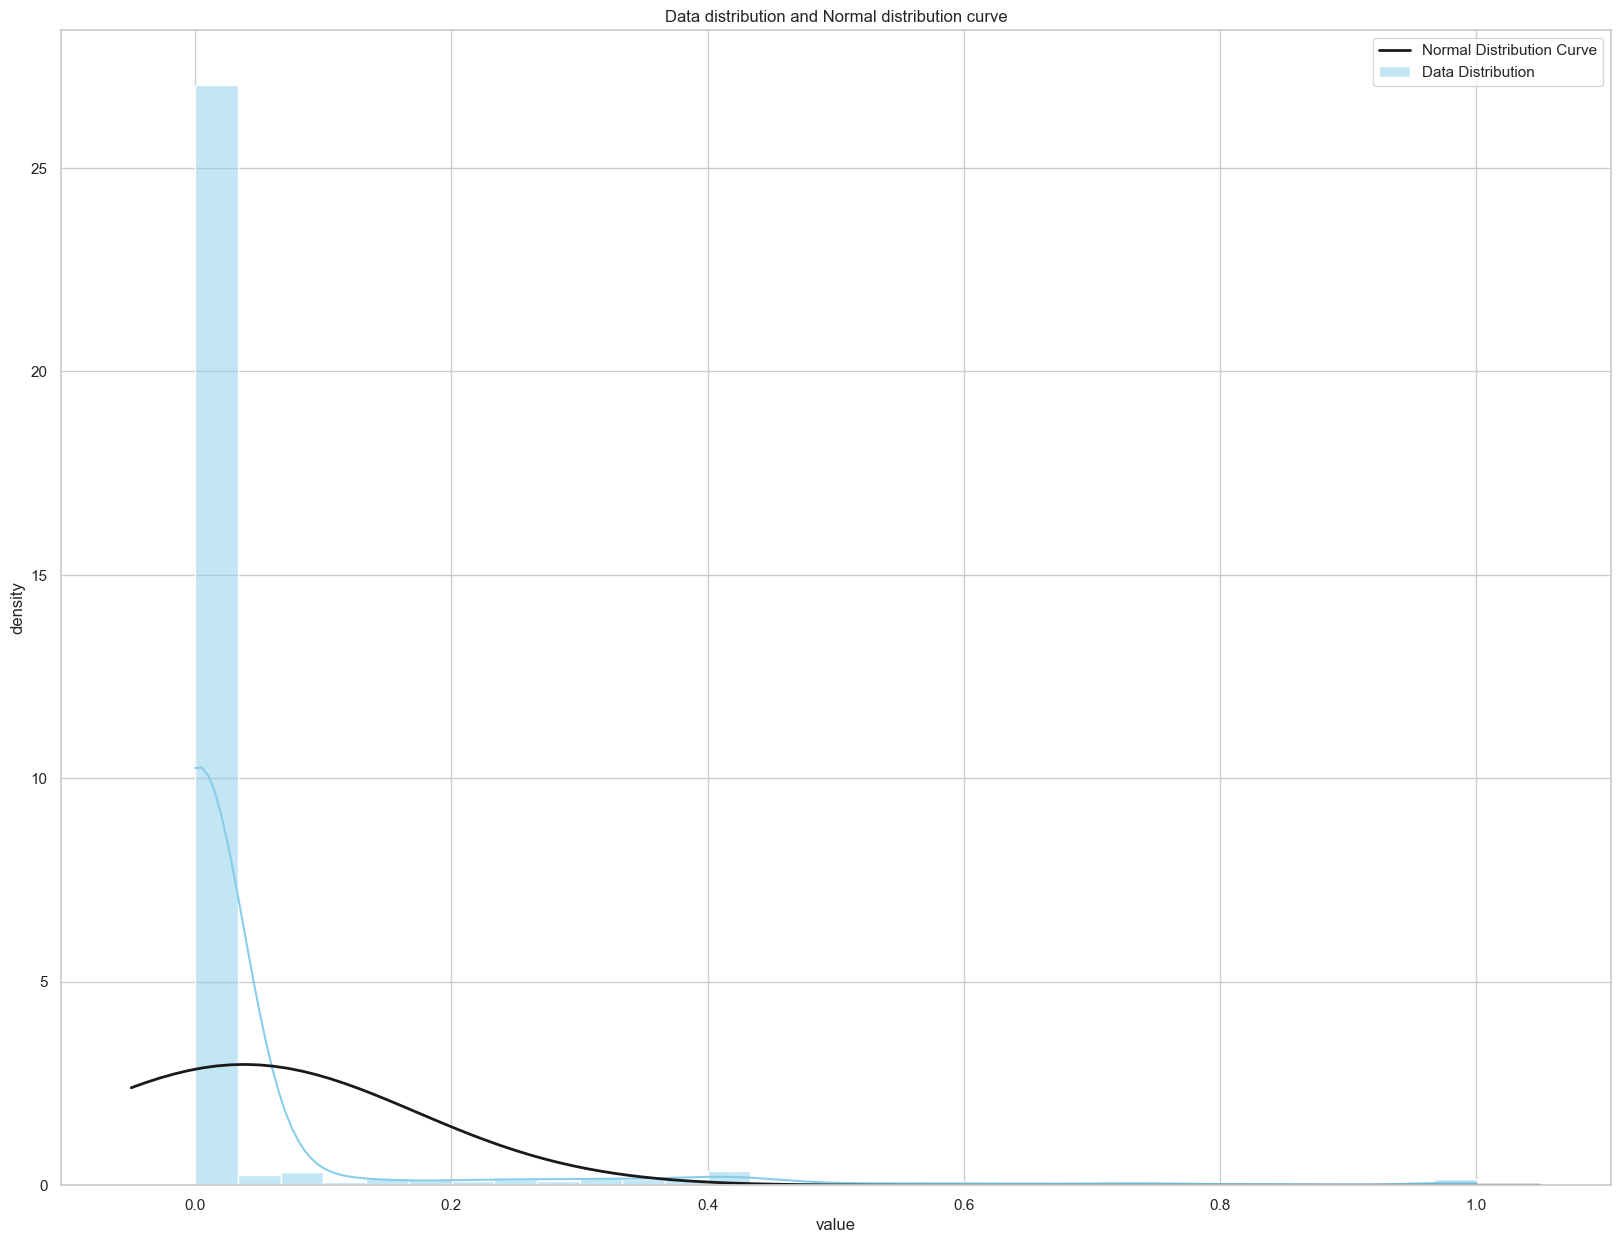 Data distribution and Normal distribution curve
Normal Distribution Curve
Data Distribution
25
20
15
10
5
0
density
0.0 0.2 0.4 0.6 0.8 1.0
value